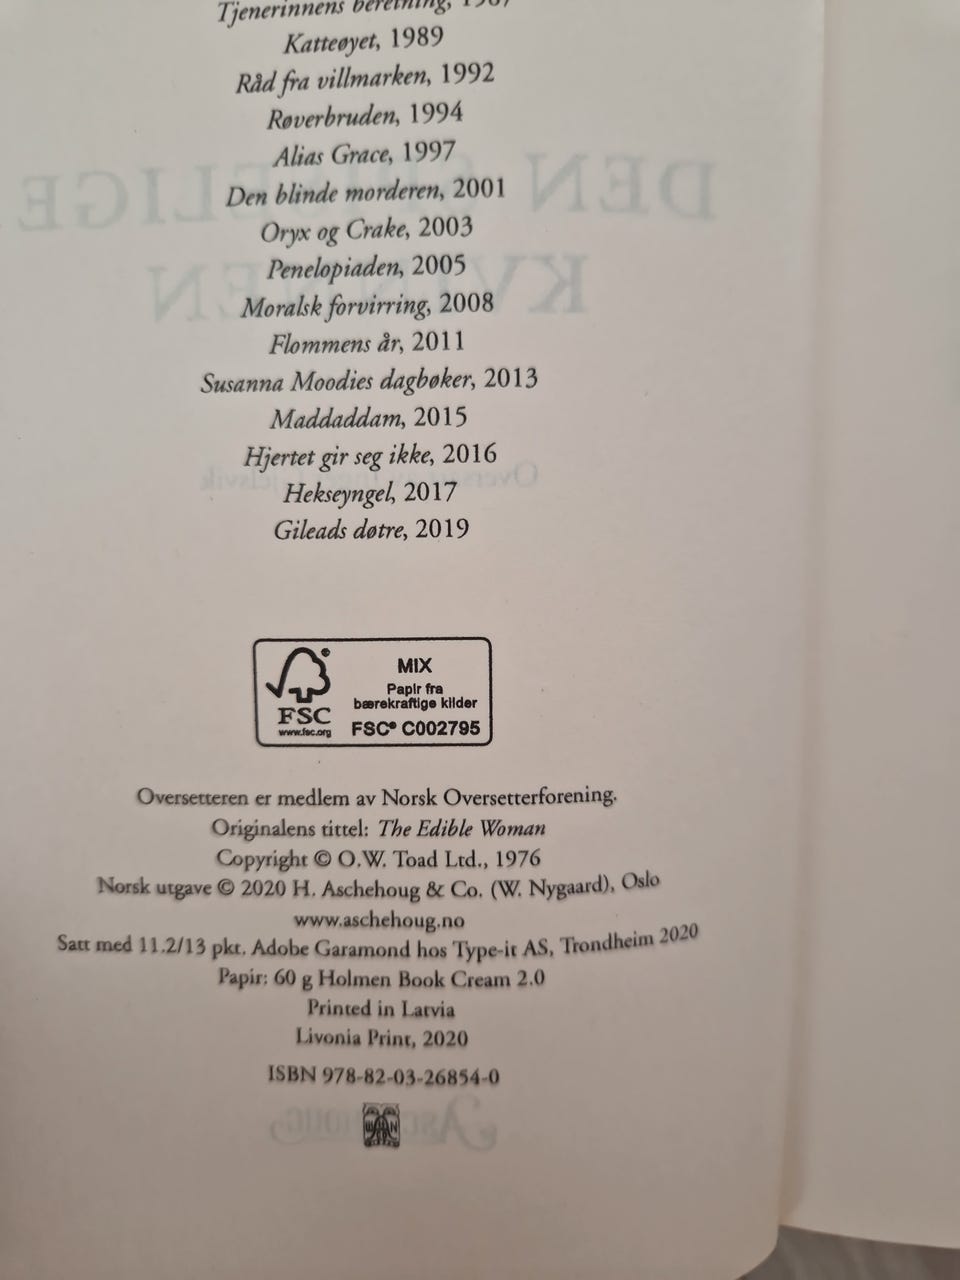 Tjenerinnens beretning, 1987
Katteøyet, 1989
Råd fra villmarken, 1992
Røverbruden, 1994
Alias Grace, 1997
Den blinde morderen, 2001
Oryx og Crake, 2003
Penelopiaden, 2005
Moralsk forvirring, 2008
Flommens år, 2011
Susanna Moodies dagbøker, 2013
Maddaddam, 2015
Hjertet gir seg ikke, 2016
Hekseyngel, 2017
Gileads døtre, 2019
FSC
www.fsc.org
MIX
Papir fra
bærekraftige kilder
FSC® C002795
Oversetteren er medlem av Norsk Oversetterforening.
Originalens tittel: The Edible Woman
Copyright © O.W. Toad Ltd., 1976
Norsk utgave © 2020 H. Aschehoug & Co. (W. Nygaard), Oslo
www.aschehoug.no
Satt med 11.2/13 pkt. Adobe Garamond hos Type-it AS, Trondheim 2020
Papir: 60 g Holmen Book Cream 2.0
Printed in Latvia
Livonia Print, 2020
ISBN 978-82-03-26854-0